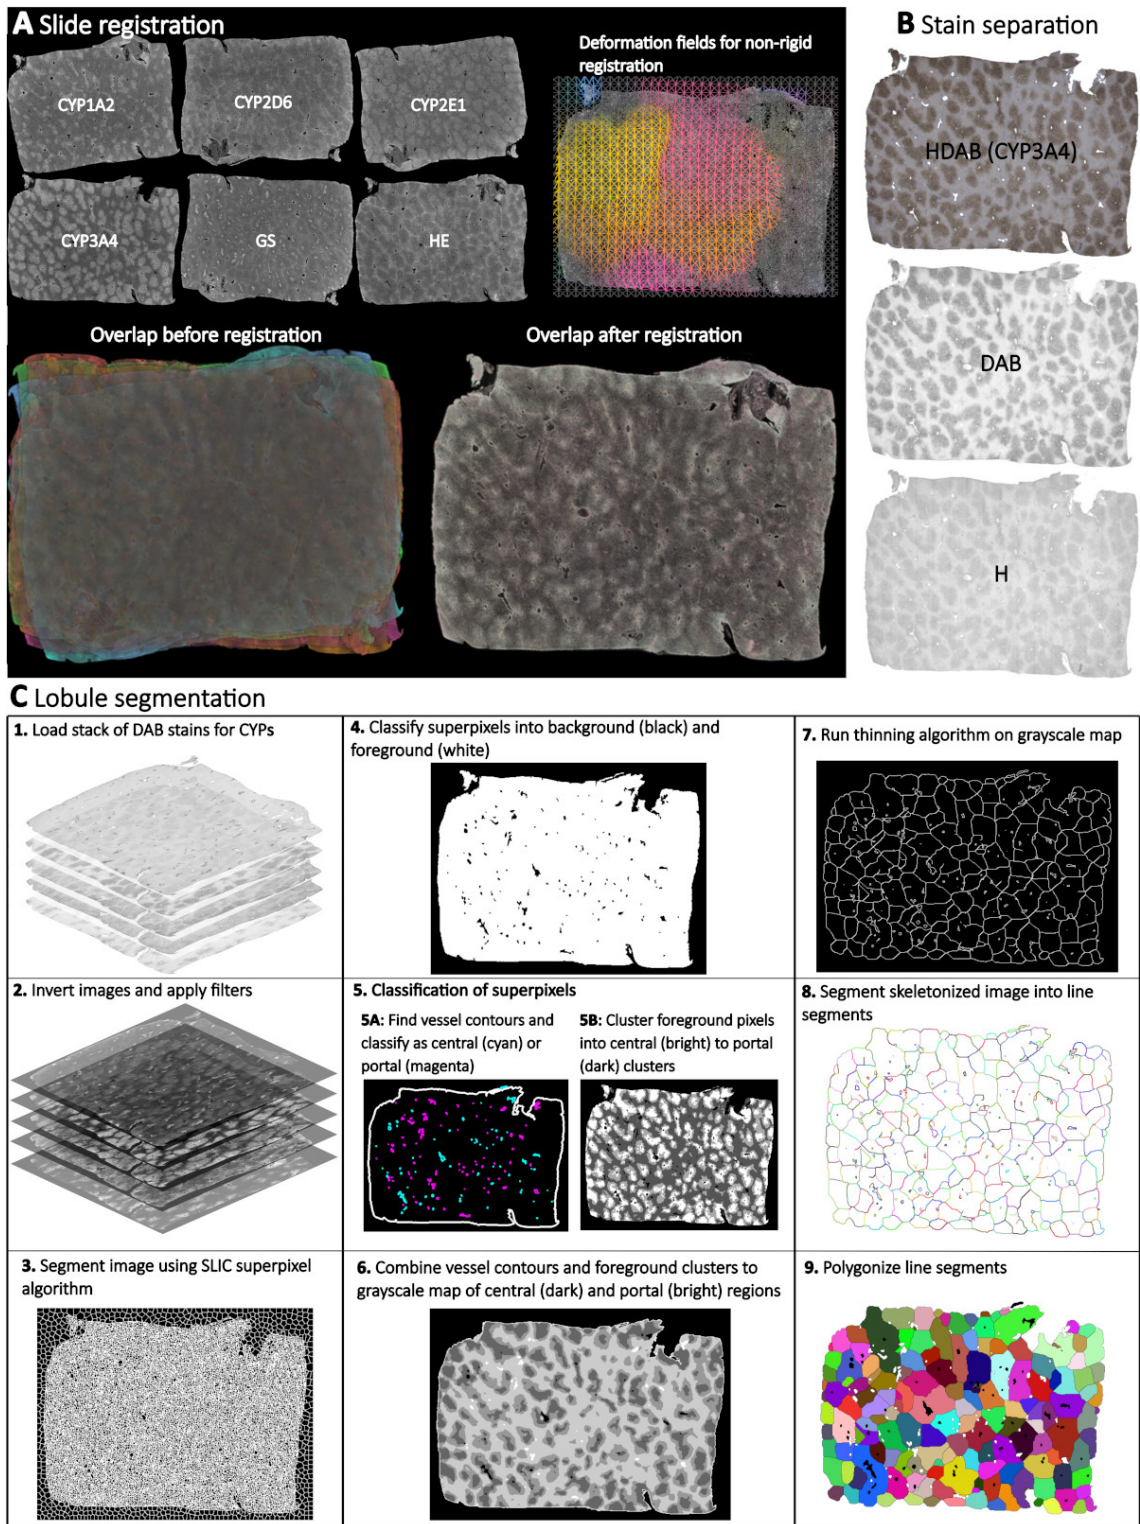 A Slide registration
CYP1A2
CYP2D6
CYP2E1
CYP3A4
GS
HE
Deformation fields for non-rigid
registration
Overlap before registration
Overlap after registration
B Stain separation
HDAB (CYP3A4)
DAB
H
C Lobule segmentation
1. Load stack of DAB stains for CYPs
2. Invert images and apply filters
3. Segment image using SLIC superpixel
algorithm
4. Classify superpixels into background (black) and
foreground (white)
5. Classification of superpixels
5A: Find vessel contours and
classify as central (cyan) or
portal (magenta)
5B: Cluster foreground pixels
into central (bright) to portal
(dark) clusters
6. Combine vessel contours and foreground clusters to
grayscale map of central (dark) and portal (bright) regions
7. Run thinning algorithm on grayscale map
8. Segment skeletonized image into line
segments
9. Polygonize line segments